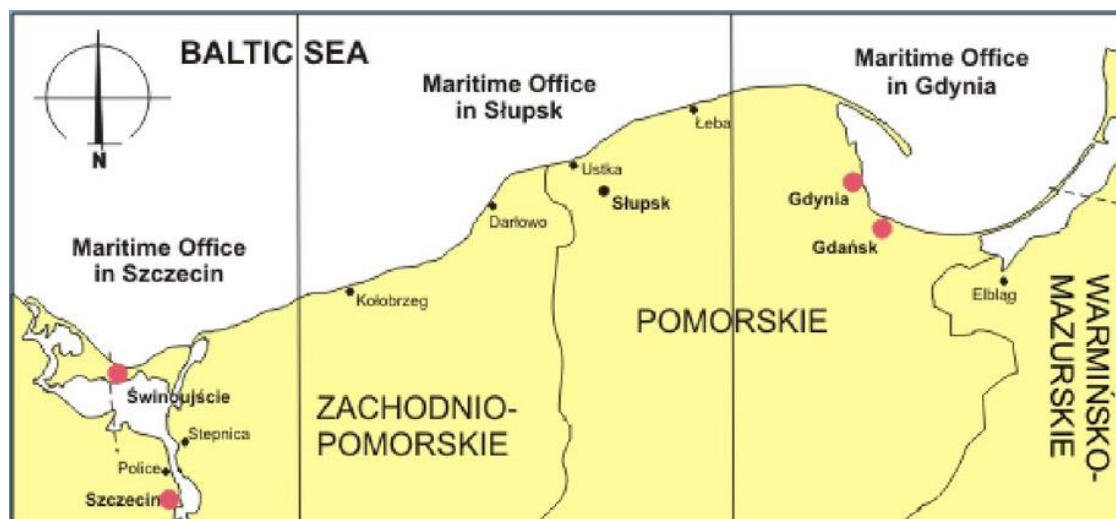 BALTIC SEA
Maritime Office
in Słupsk
Maritime Office
in Gdynia
N
Łeba
Ustka
Słupsk
Gdynia
Darłowo
Gdańsk
Maritime Office
in Szczecin
Kołobrzeg
Elbląg
POMORSKIE
WARMIŃSKO-
MAZURSKIE
Świnoujście
ZACHODNIO-
POMORSKIE
Stepnica
Police
Szczecin